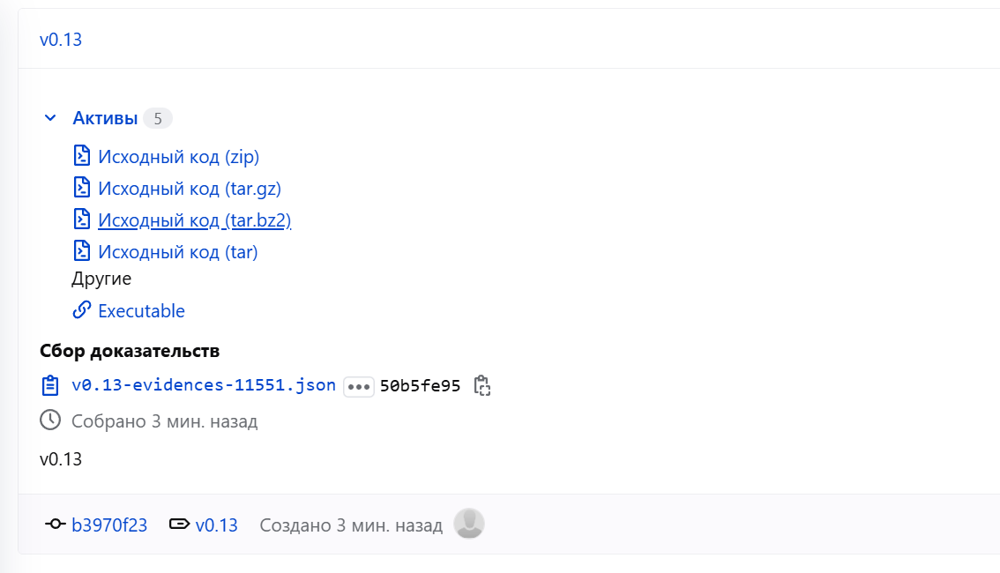 v0.13
Активы 5
Исходный код (zip)
Исходный код (tar.gz)
Исходный код (tar.bz2)
Исходный код (tar)
Другие
Executable
Сбор доказательств
v0.13-evidences-11551.json ••• 50b5fe95
Собрано 3 мин. назад
v0.13
b3970f23 v0.13 Создано 3 мин. назад